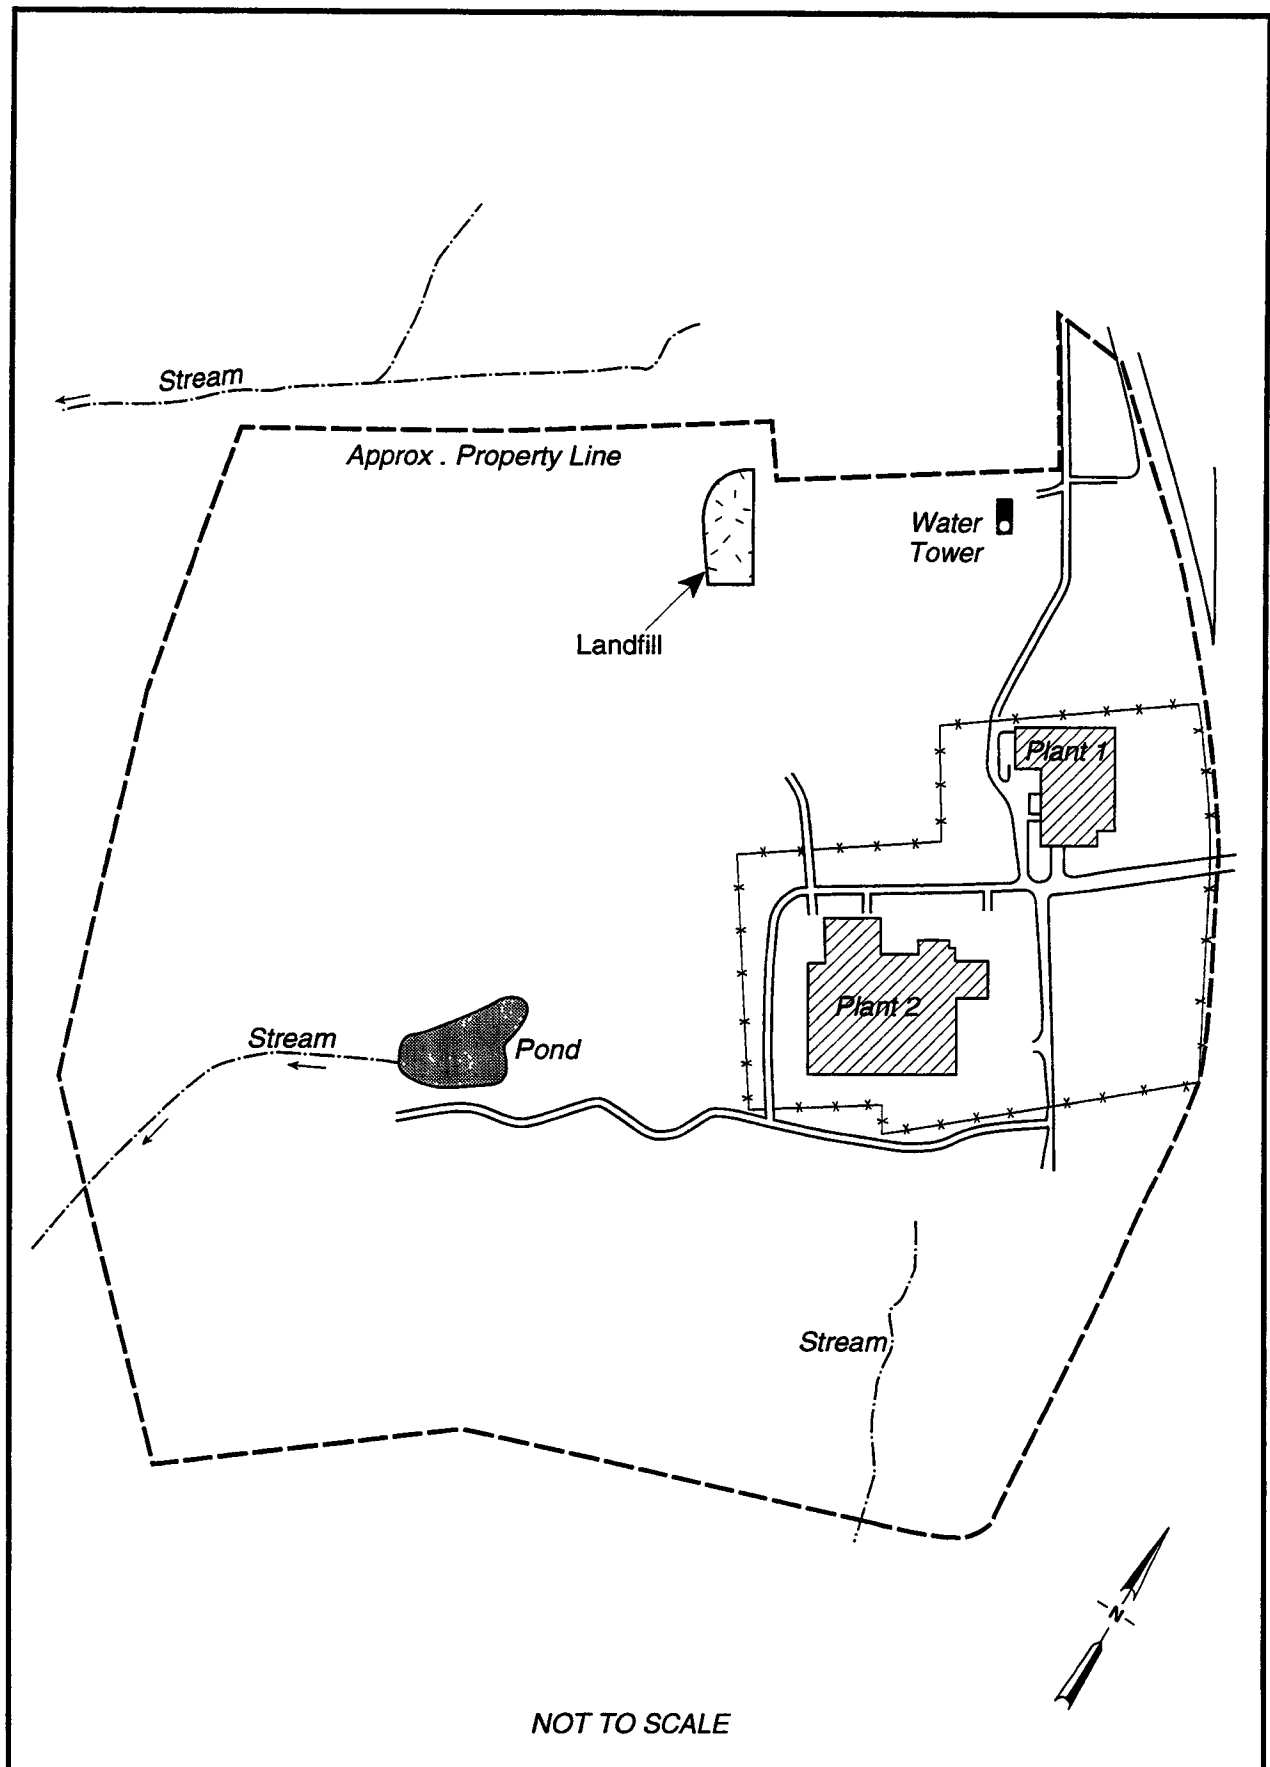 Stream
Approx . Property Line
Water
Tower
Landfill
Plant 1
Plant 2
Stream
Pond
Stream
N
NOT TO SCALE